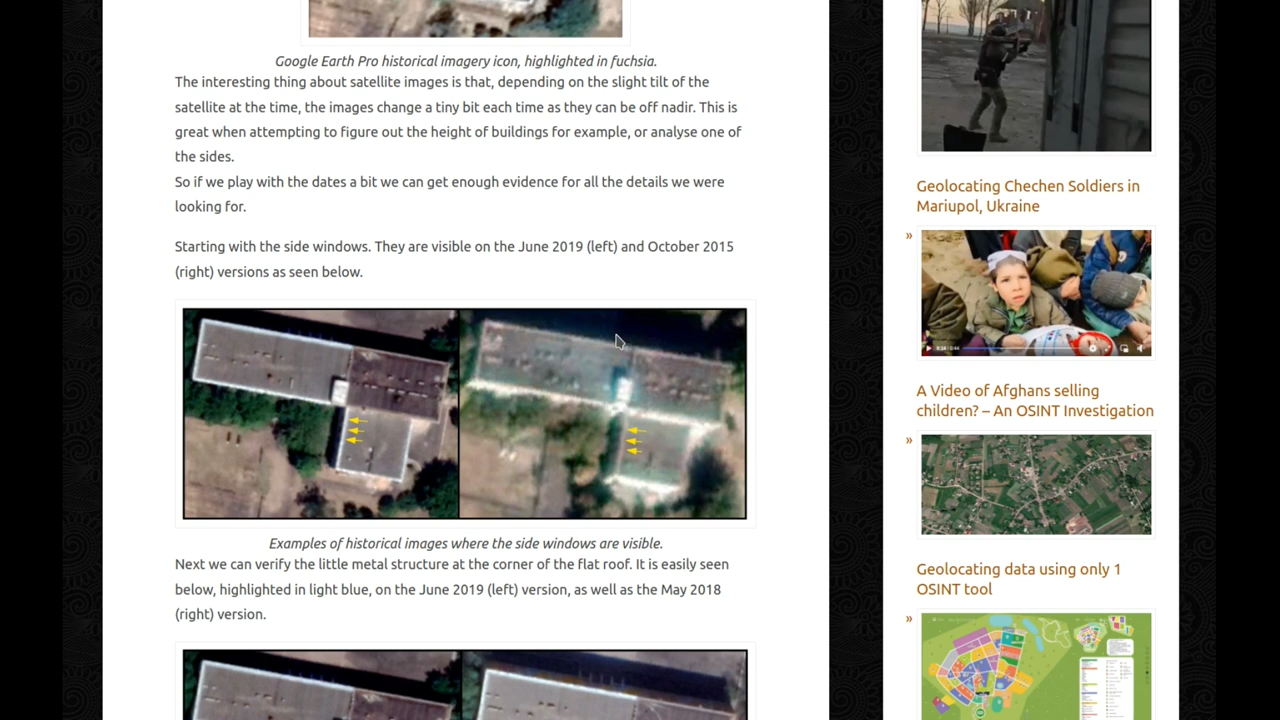 Google Earth Pro historical imagery icon, highlighted in fuchsia.
The interesting thing about satellite images is that, depending on the slight tilt of the
satellite at the time, the images change a tiny bit each time as they can be off nadir. This is
great when attempting to figure out the height of buildings for example, or analyse one of
the sides.
So if we play with the dates a bit we can get enough evidence for all the details we were
looking for.
Starting with the side windows. They are visible on the June 2019 (left) and October 2015
(right) versions as seen below.
Examples of historical images where the side windows are visible.
Next we can verify the little metal structure at the corner of the flat roof. It is easily seen
below, highlighted in light blue, on the June 2019 (left) version, as well as the May 2018
(right) version.
Geolocating Chechen Soldiers in
Mariupol, Ukraine
»
A Video of Afghans selling
children? – An OSINT Investigation
»
Geolocating data using only 1
OSINT tool
»